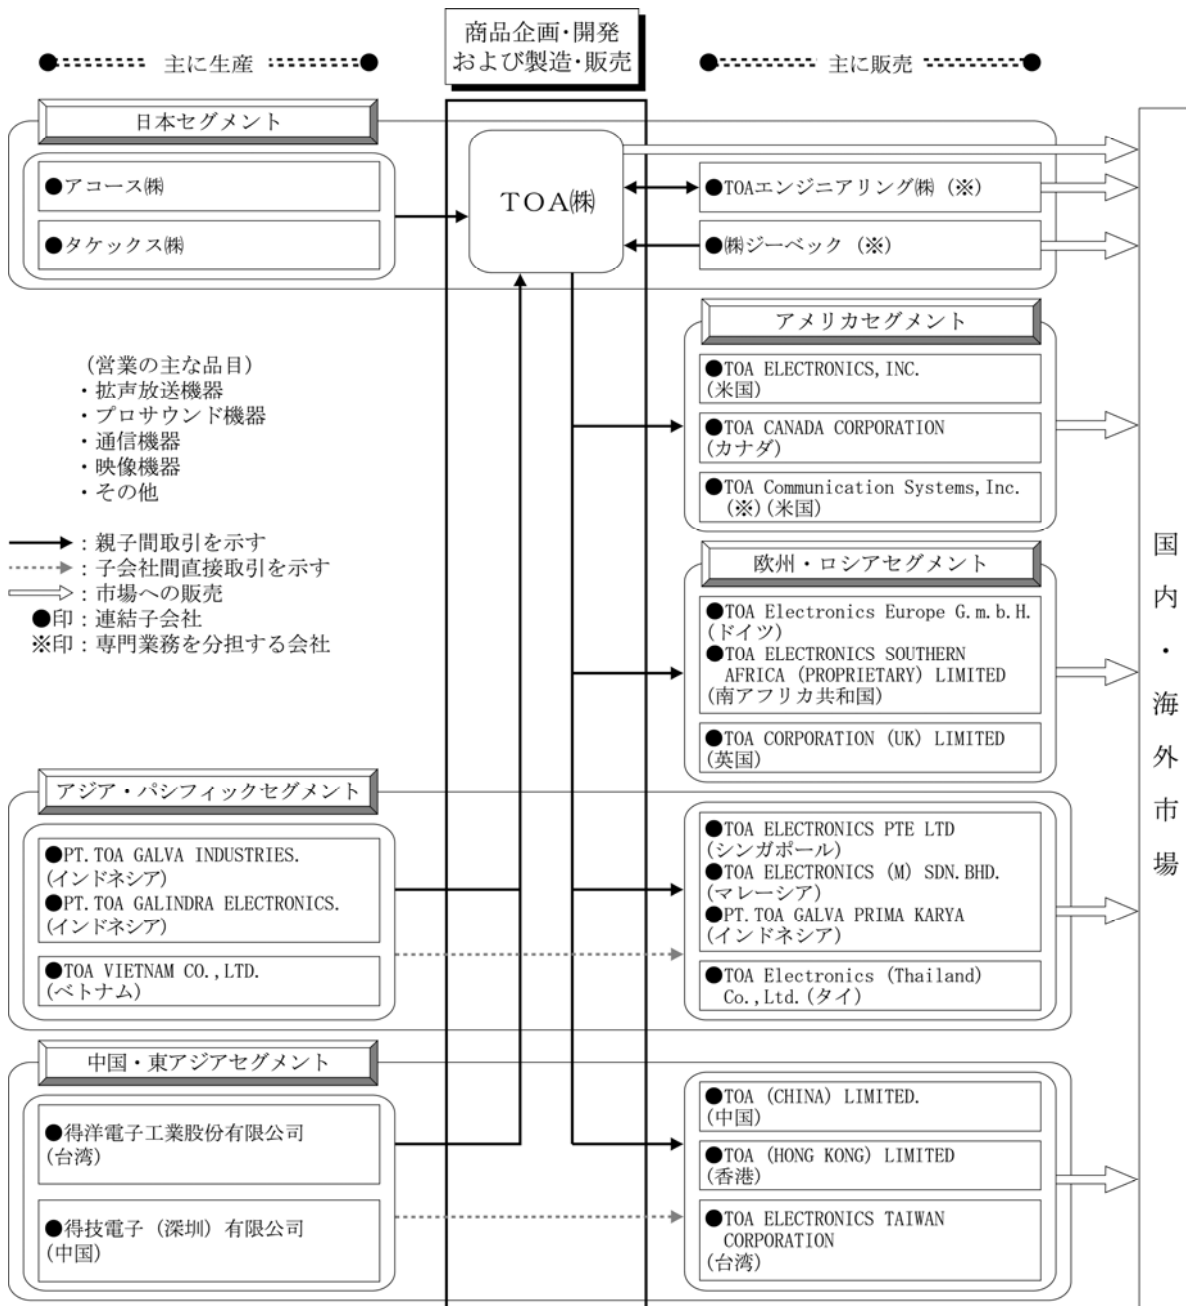 商品企画・開発
および製造・販売
● 主に生産 ●
● 主に販売 ●
日本セグメント
●アコース㈱
●タケックス㈱
TOA㈱
●TOAエンジニアリング㈱ (※)
●㈱ジーベック (※)
アメリカセグメント
●TOA ELECTRONICS,INC.
(米国)
●TOA CANADA CORPORATION
(カナダ)
●TOA Communication Systems,Inc.
(※)(米国)
(営業の主な品目)
・拡声放送機器
・プロサウンド機器
・通信機器
・映像機器
・その他
：親子間取引を示す
：子会社間直接取引を示す
：市場への販売
●印：連結子会社
※印：専門業務を分担する会社
欧州・ロシアセグメント
●TOA Electronics Europe G.m.b.H.
(ドイツ)
●TOA ELECTRONICS SOUTHERN
AFRICA (PROPRIETARY) LIMITED
(南アフリカ共和国)
●TOA CORPORATION (UK) LIMITED
(英国)
アジア・パシフィックセグメント
●PT.TOA GALVA INDUSTRIES.
(インドネシア)
●PT.TOA GALINDRA ELECTRONICS.
(インドネシア)
●TOA VIETNAM CO.,LTD.
(ベトナム)
●TOA ELECTRONICS PTE LTD
(シンガポール)
●TOA ELECTRONICS (M) SDN.BHD.
(マレーシア)
●PT.TOA GALVA PRIMA KARYA
(インドネシア)
●TOA Electronics (Thailand)
Co.,Ltd.(タイ)
中国・東アジアセグメント
●得洋電子工業股份有限公司
(台湾)
●得技電子（深圳）有限公司
(中国)
●TOA (CHINA) LIMITED.
(中国)
●TOA (HONG KONG) LIMITED
(香港)
●TOA ELECTRONICS TAIWAN
CORPORATION
(台湾)
国内・海外市場